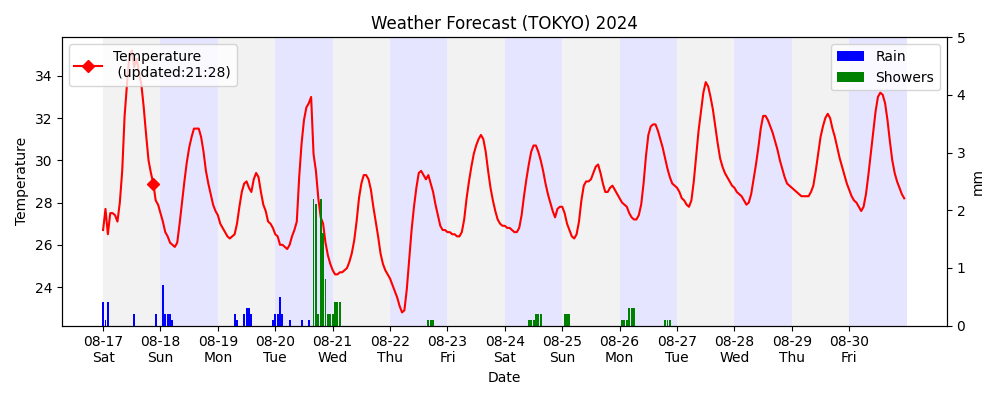 Weather Forecast (TOKYO) 2024
Temperature
(updated:21:28)
Rain
Showers
Temperature
34
32
30
28
26
24
5
4
3
2
1
0
mm
08-17 08-18 08-19 08-20 08-21 08-22 08-23 08-24 08-25 08-26 08-27 08-28 08-29 08-30
Sat Sun Mon Tue Wed Thu Fri Sat Sun Mon Tue Wed Thu Fri
Date